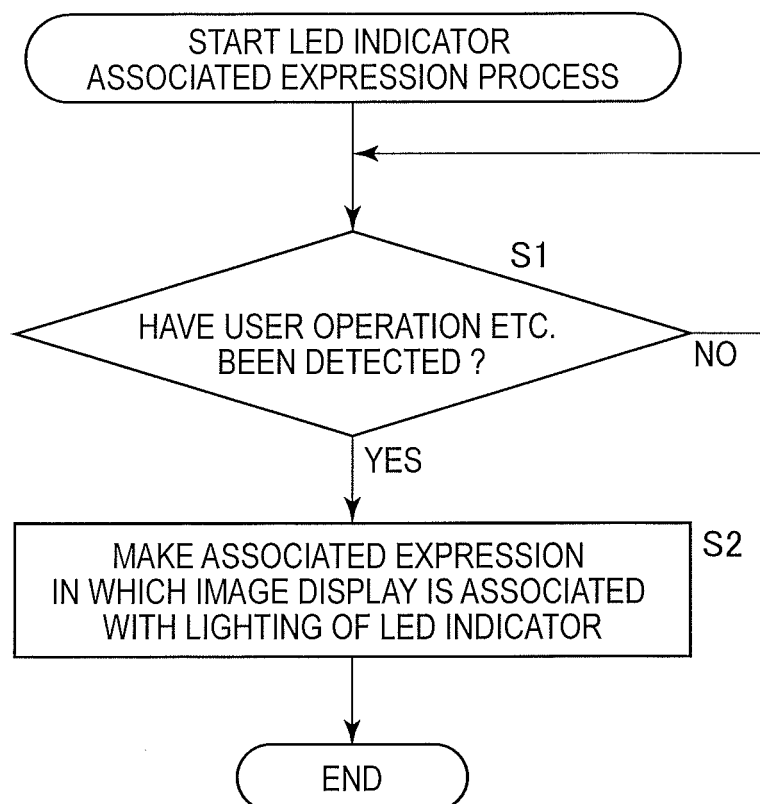 START LED INDICATOR
ASSOCIATED EXPRESSION PROCESS
S1
HAVE USER OPERATION ETC.
BEEN DETECTED ?
NO
YES
S2
MAKE ASSOCIATED EXPRESSION
IN WHICH IMAGE DISPLAY IS ASSOCIATED
WITH LIGHTING OF LED INDICATOR
END